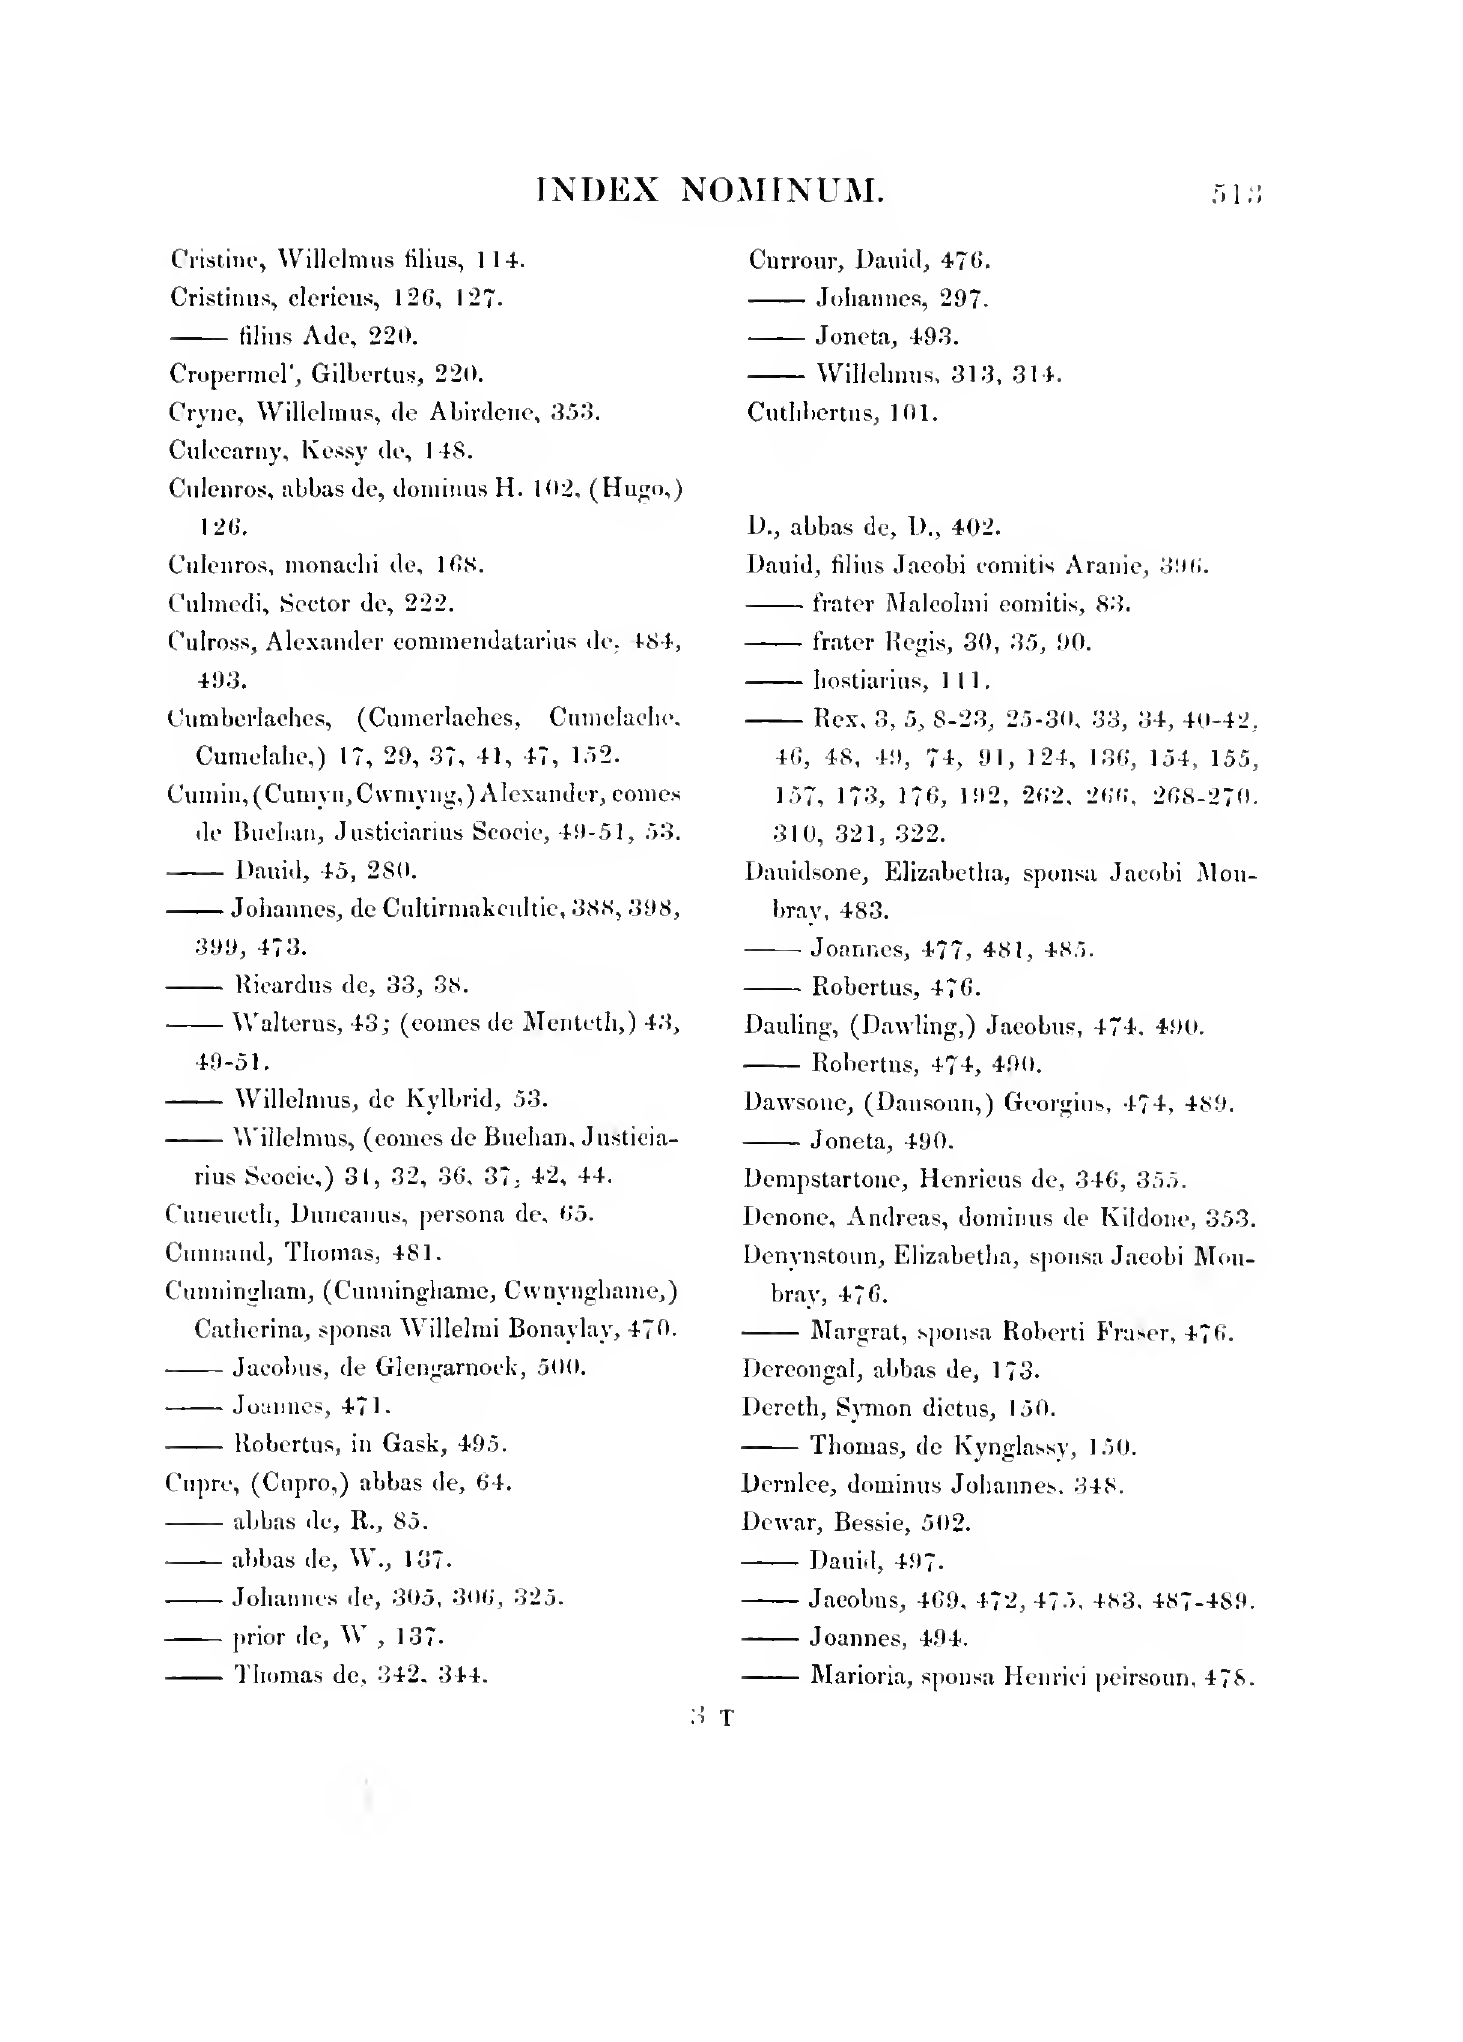 INDEX NOMINUM. 513
Cristine, Willelmus filius, 114.
Cristinus, clericus, 126, 127.
—— filius Ade, 220.
Cropermel', Gilbertus, 220.
Cryne, Willelmus, de Abirdene, 353.
Culecarny, Kessy de, 148.
Culenros, abbas de, dominus H. 102, (Hugo,)
126.
Culenros, monachi de, 168.
Culmedi, Sector de, 222.
Culross, Alexander commendatarius de, 484,
493.
Cumberlaches, (Cumerlaches, Cumelache,
Cumelahe,) 17, 29, 37, 41, 47, 152.
Cumin, (Cumyn, Cwmyng,) Alexander, comes
de Buchan, Justiciarius Scocie, 49-51, 53.
—— Dauid, 45, 280.
—— Johannes, de Cultirmakcultie, 388, 398,
399, 473.
—— Ricardus de, 33, 38.
—— Walterus, 43; (comes de Menteth,) 43,
49-51.
—— Willelmus, de Kylbrid, 53.
—— Willelmus, (comes de Buchan, Justicia-
rius Scocie,) 31, 32, 36, 37, 42, 44.
Cuneueth, Duncanus, persona de, 65.
Cunnand, Thomas, 481.
Cunningham, (Cunninghame, Cwnynghame,)
Catherina, sponsa Willelmi Bonaylay, 470.
—— Jacobus, de Glengarnock, 500.
—— Joannes, 471.
—— Robertus, in Gask, 495.
Cupre, (Cupro,) abbas de, 64.
—— abbas de, R., 85.
—— abbas de, W., 137.
—— Johannes de, 305, 306, 325.
—— prior de, W , 137.
—— Thomas de, 342, 344.
Currour, Dauid, 476.
—— Johannes, 297.
—— Joneta, 493.
—— Willelmus, 313, 314.
Cuthbertus, 101.
D., abbas de, D., 402.
Dauid, filius Jacobi comitis Aranie, 396.
—— frater Malcolmi comitis, 83.
—— frater Regis, 30, 35, 90.
—— hostiarius, 111.
—— Rex, 3, 5, 8-23, 25-30, 33, 34, 40-42,
46, 48, 49, 74, 91, 124, 136, 154, 155,
157, 173, 176, 192, 262, 266, 268-270,
310, 321, 322.
Dauidsone, Elizabetha, sponsa Jacobi Mou-
bray, 483.
—— Joannes, 477, 481, 485.
—— Robertus, 476.
Dauling, (Dawling,) Jacobus, 474, 490.
—— Robertus, 474, 490.
Dawsone, (Dausoun,) Georgius, 474, 489.
—— Joneta, 490.
Dempstartone, Henricus de, 346, 355.
Denone, Andreas, dominus de Kildone, 353.
Denynstoun, Elizabetha, sponsa Jacobi Mou-
bray, 476.
—— Margrat, sponsa Roberti Fraser, 476.
Dercongal, abbas de, 173.
Dereth, Symon dictus, 150.
—— Thomas, de Kynglassy, 150.
Dernlee, dominus Johannes, 348.
Dewar, Bessie, 502.
—— Dauid, 497.
—— Jacobus, 469, 472, 475, 483, 487-489.
—— Joannes, 494.
—— Marioria, sponsa Henrici peirsoun, 478.
3 T